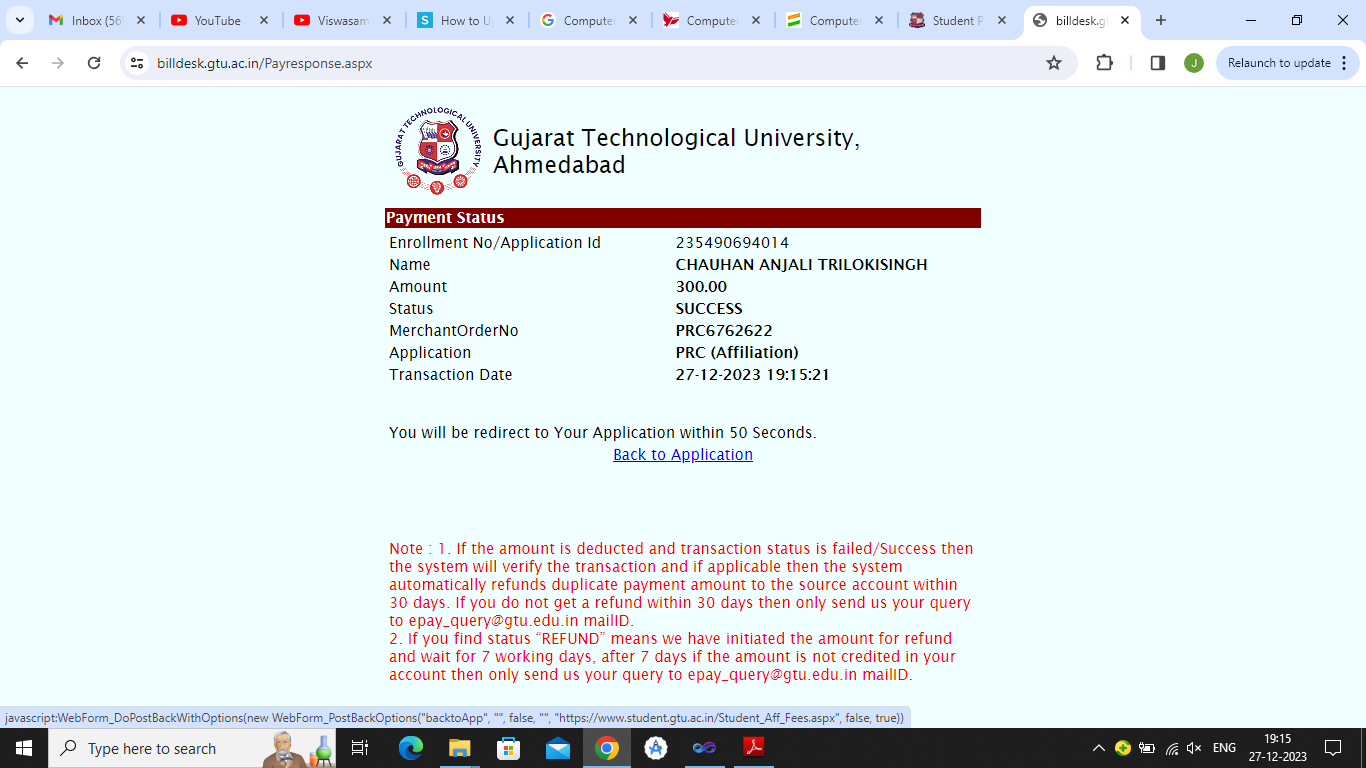 Inbox (56
YouTube
Viswasam
How to U
Compute
Compute
Compute
Student P
billdesk.gt
billdesk.gtu.ac.in/Payresponse.aspx
J
Relaunch to update
GUJARAT TECHNOLOGICAL UNIVERSITY
Gujarat Technological University,
Ahmedabad
Payment Status
Enrollment No/Application Id 235490694014
Name CHAUHAN ANJALI TRILOKISINGH
Amount 300.00
Status SUCCESS
MerchantOrderNo PRC6762622
Application PRC (Affiliation)
Transaction Date 27-12-2023 19:15:21
You will be redirect to Your Application within 50 Seconds.
Back to Application
Note : 1. If the amount is deducted and transaction status is failed/Success then
the system will verify the transaction and if applicable then the system
automatically refunds duplicate payment amount to the source account within
30 days. If you do not get a refund within 30 days then only send us your query
to epay_query@gtu.edu.in mailID.
2. If you find status “REFUND” means we have initiated the amount for refund
and wait for 7 working days, after 7 days if the amount is not credited in your
account then only send us your query to epay_query@gtu.edu.in mailID.
javascript:WebForm_DoPostBackWithOptions(new WebForm_PostBackOptions("backtoApp", "", false, "", "https://www.student.gtu.ac.in/Student_Aff_Fees.aspx", false, true))
Type here to search
ENG
19:15
27-12-2023